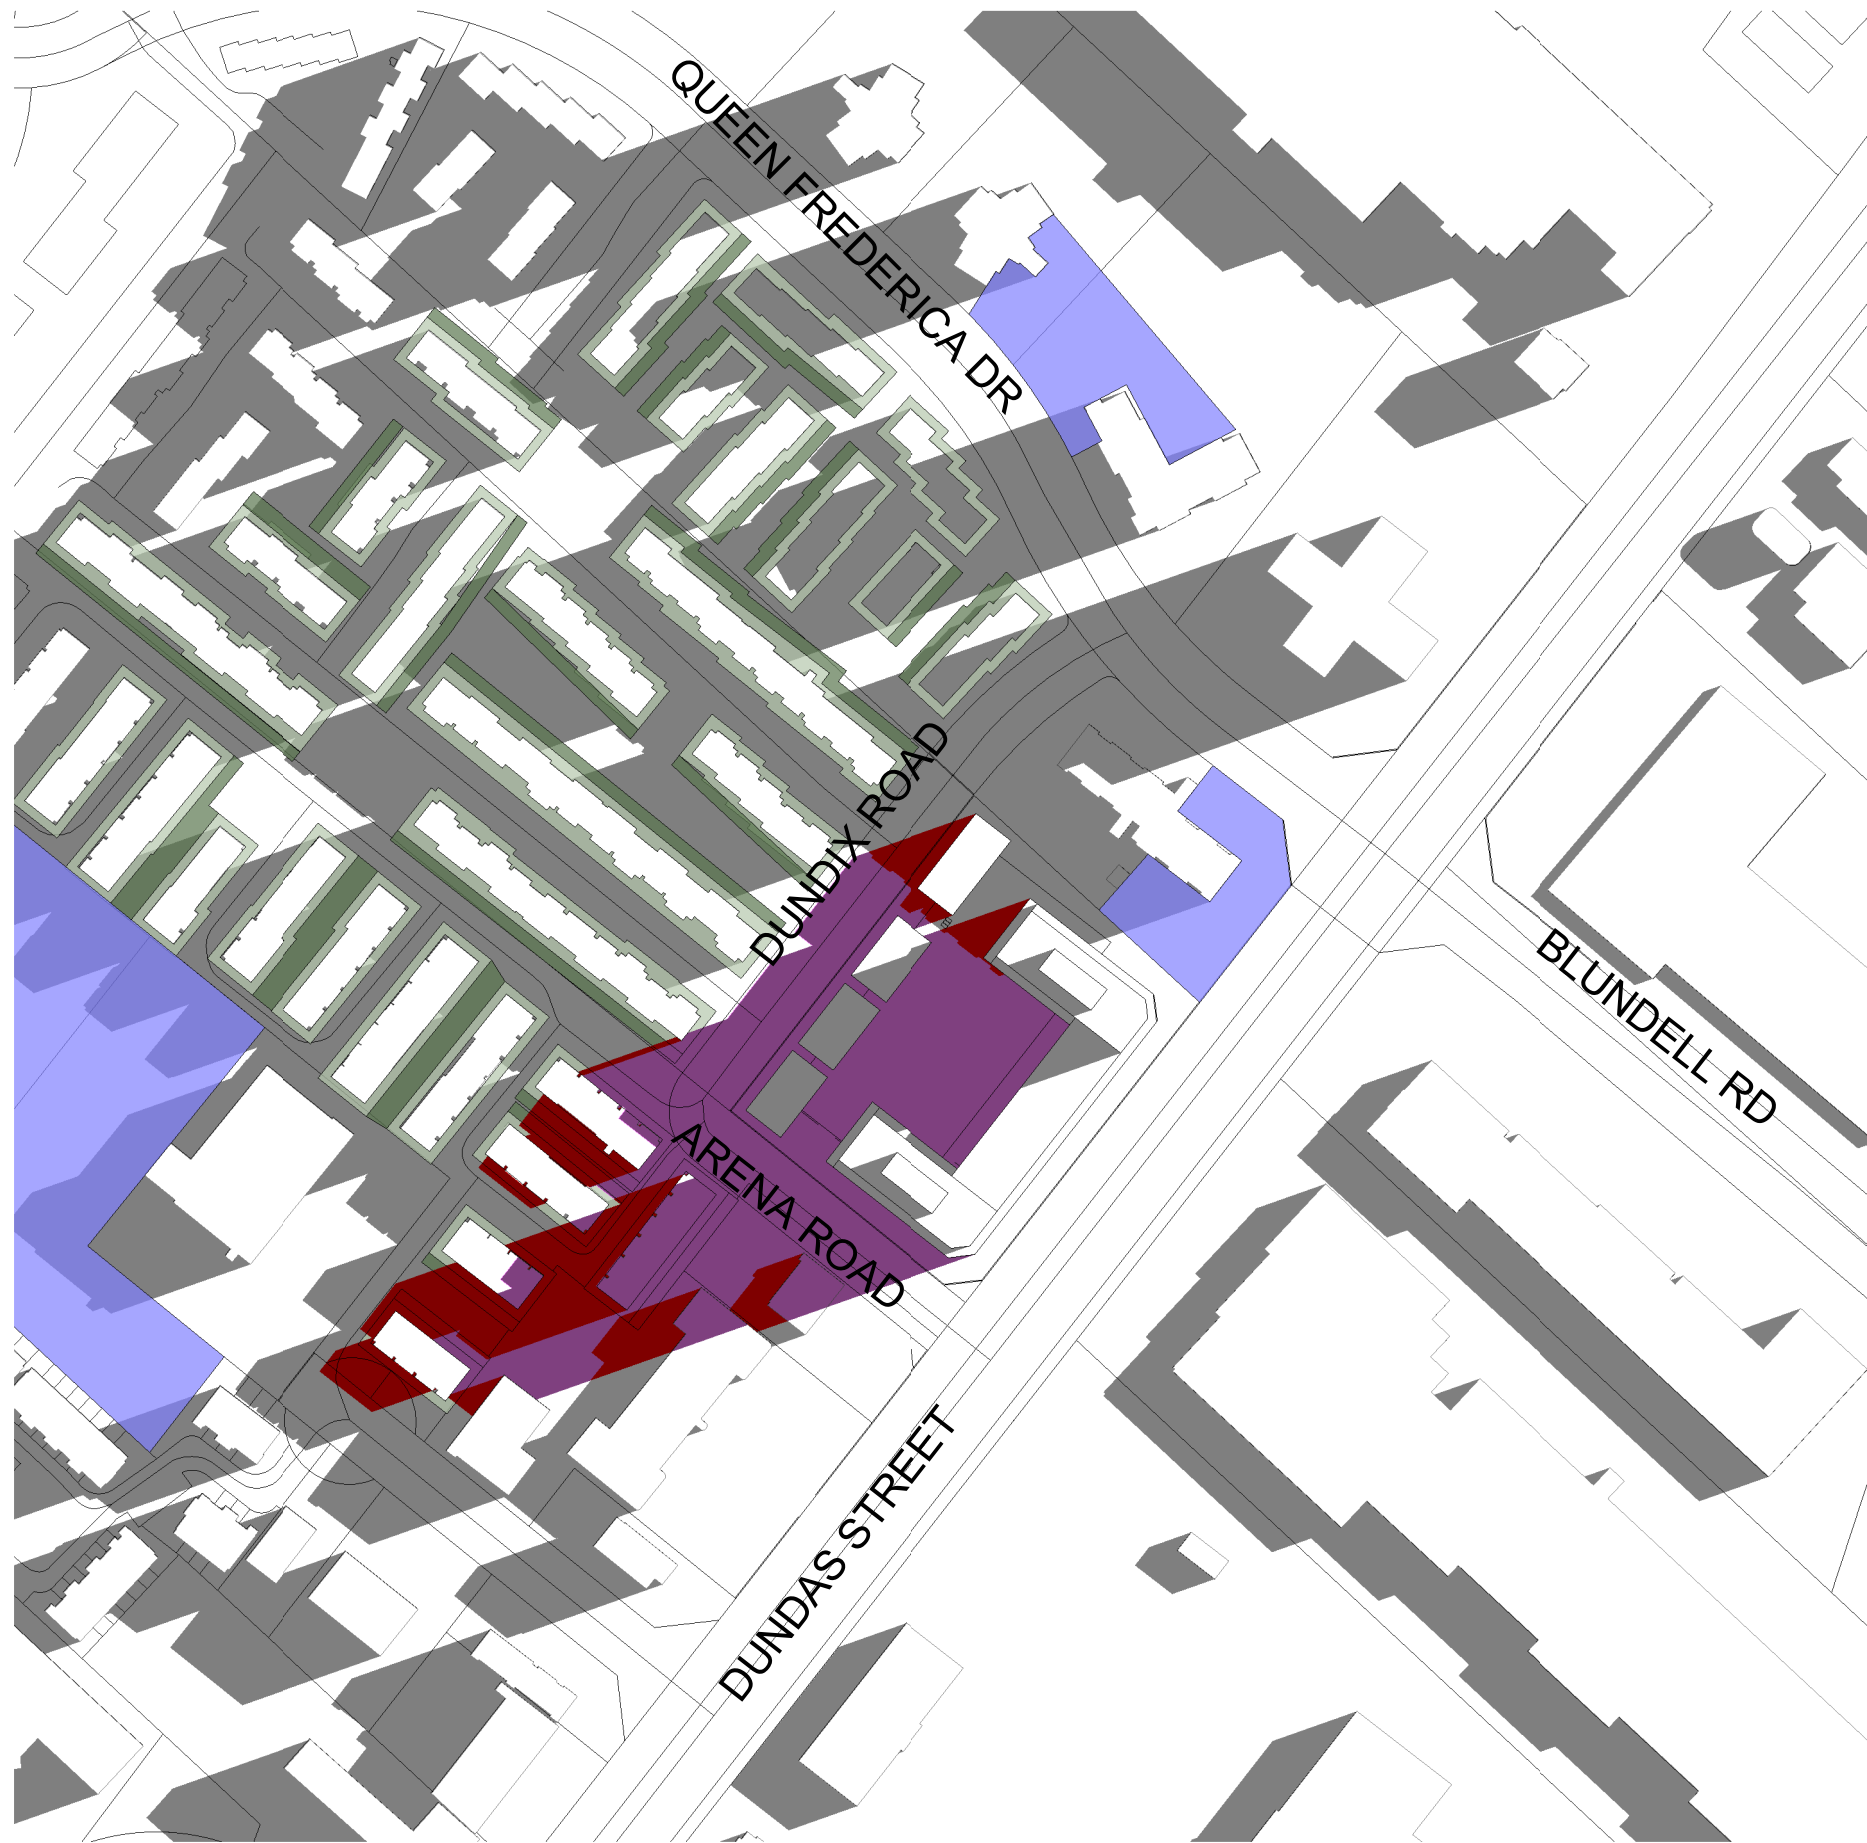 QUEEN FREDERICA DR
DUNDIX ROAD
BLUNDELL RD
ARENA ROAD
DUNDAS STREET